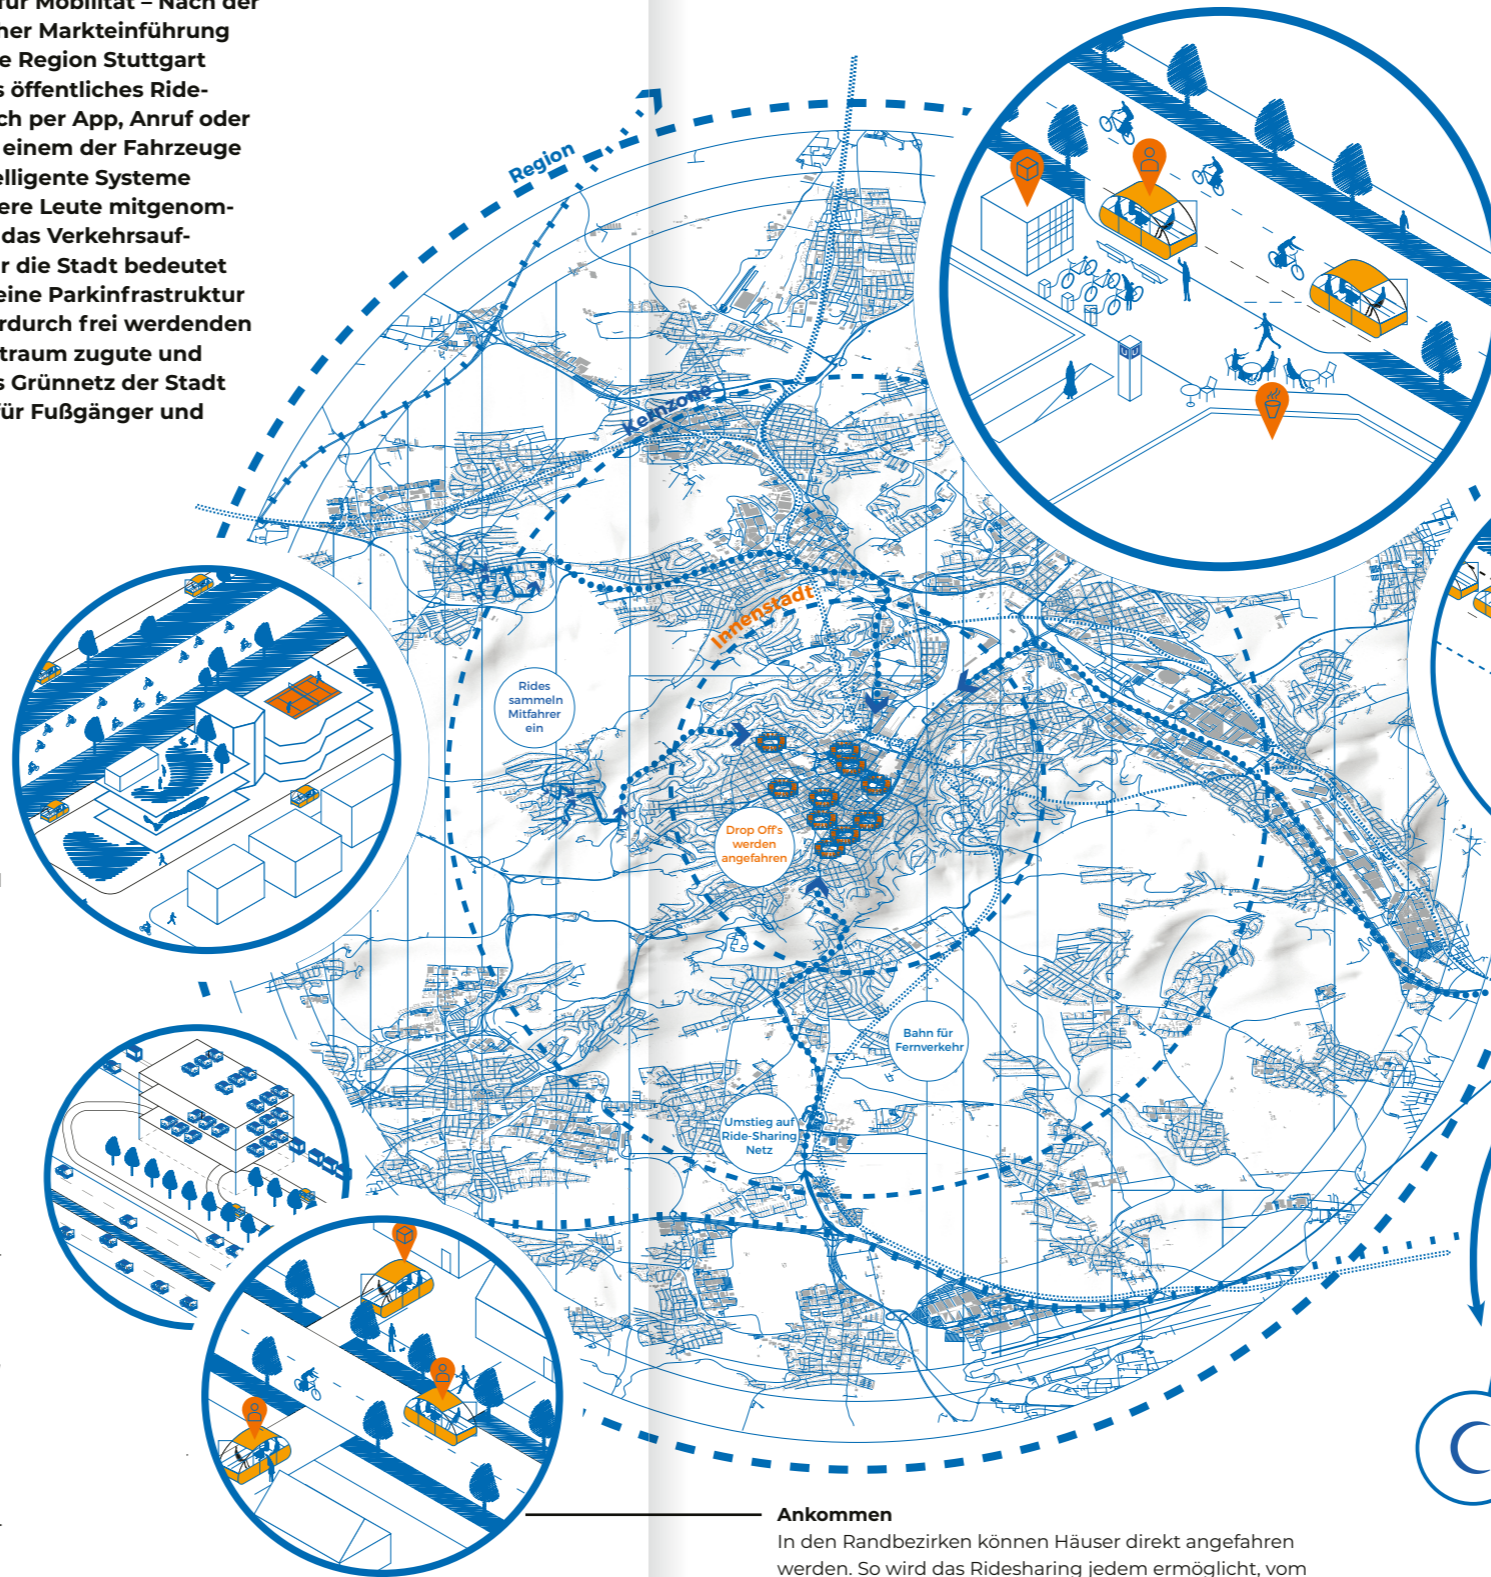 für Mobilität – Nach der
her Markteinführung
e Region Stuttgart
s öffentliches Ride-
ch per App, Anruf oder
einem der Fahrzeuge
elligente Systeme
ere Leute mitgenom-
das Verkehrsauf-
r die Stadt bedeutet
eine Parkinfrastruktur
rdurch frei werdenden
traum zugute und
s Grünnetz der Stadt
für Fußgänger und
Region
Kernzone
Innenstadt
Rides
sammeln
Mitfahrer
ein
Drop Off's
werden
angefahren
Bahn für
Fernverkehr
Umstieg auf
Ride-Sharing
Netz
Ankommen
In den Randbezirken können Häuser direkt angefahren
werden. So wird das Ridesharing jedem ermöglicht, vom